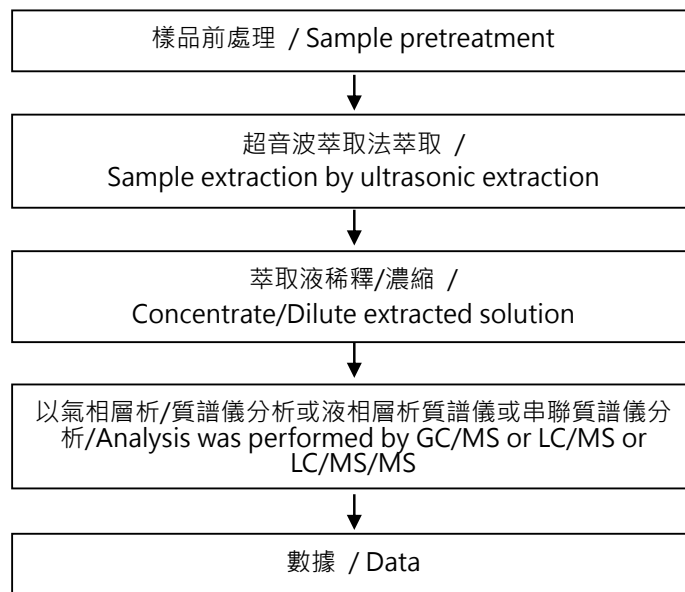 樣品前處理 / Sample pretreatment
超音波萃取法萃取 /
Sample extraction by ultrasonic extraction
萃取液稀釋/濃縮 /
Concentrate/Dilute extracted solution
以氣相層析/質譜儀分析或液相層析質譜儀或串聯質譜儀分
析/Analysis was performed by GC/MS or LC/MS or
LC/MS/MS
數據 / Data